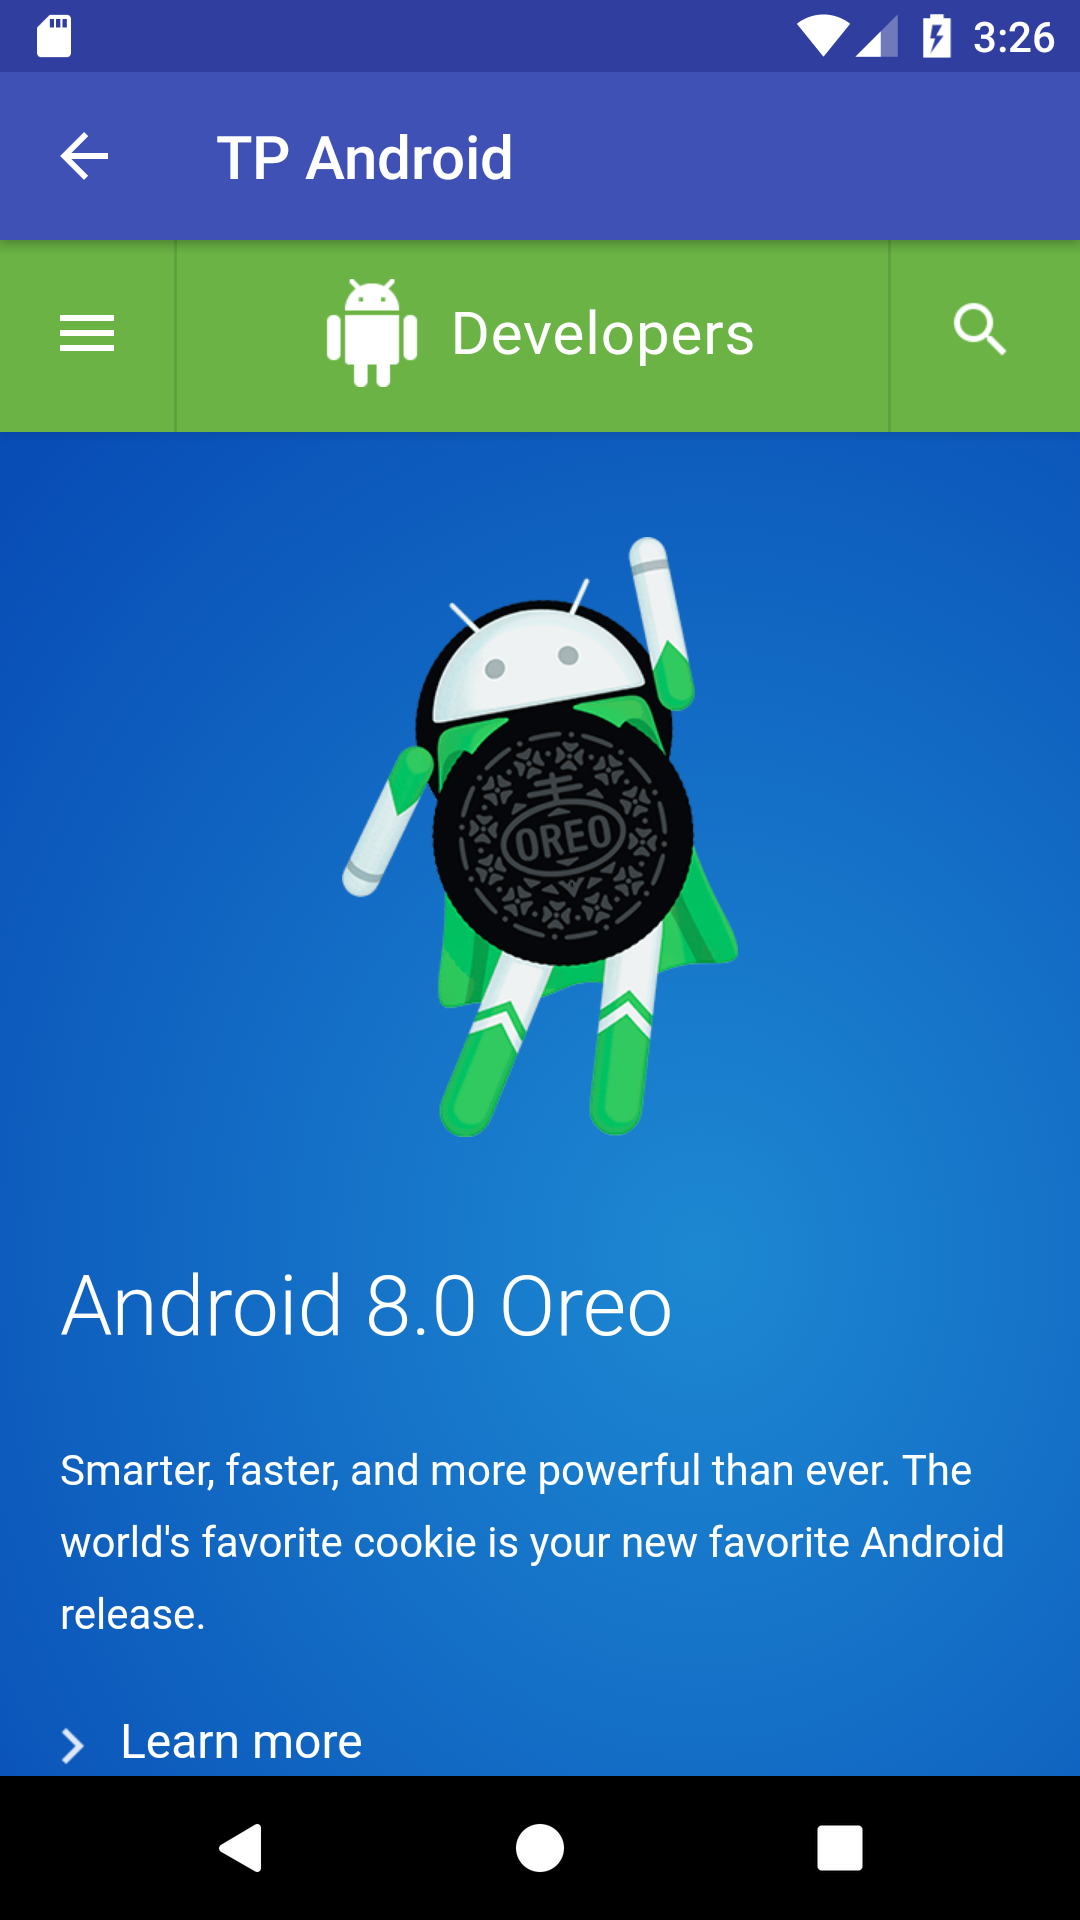 3:26
TP Android
Developers
OREO
Android 8.0 Oreo
Smarter, faster, and more powerful than ever. The
world's favorite cookie is your new favorite Android
release.
Learn more